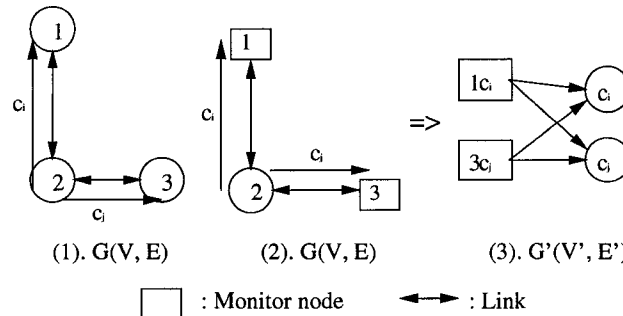 1
cᵢ
2
3
cⱼ
(1). G(V, E)
1
cᵢ
cᵢ
2
3
(2). G(V, E)
=>
1cᵢ
cᵢ
3cⱼ
cⱼ
(3). G'(V', E')
: Monitor node
: Link